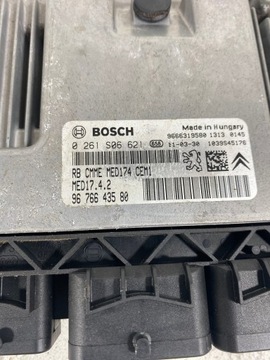 BOSCH
Made in Hungary
0 261 S06 621 656
9666319580 1313 0145
11-03-30 1039S45176
RB CMME MED174 CEM1
MED17.4.2
96 766 435 80